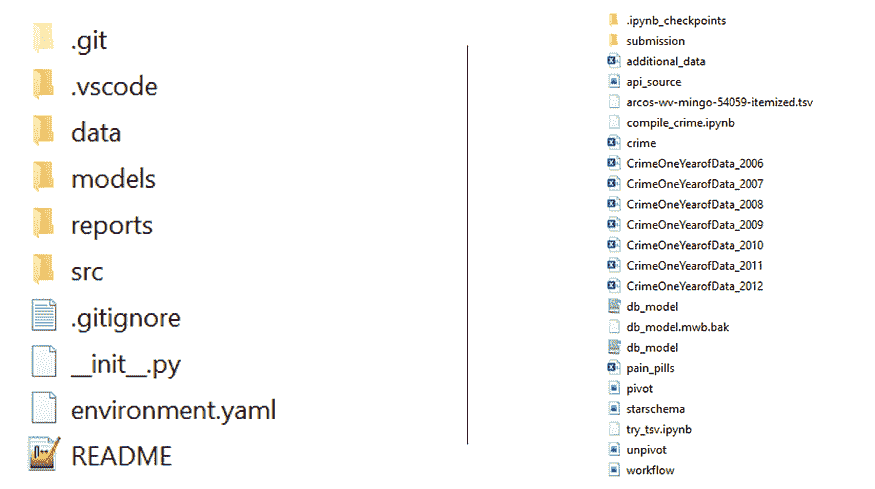 .git
.vscode
data
models
reports
src
.gitignore
__init__.py
environment.yaml
README
.ipynb_checkpoints
submission
additional_data
api_source
arcos-wv-mingo-54059-itemized.tsv
compile_crime.ipynb
crime
CrimeOneYearofData_2006
CrimeOneYearofData_2007
CrimeOneYearofData_2008
CrimeOneYearofData_2009
CrimeOneYearofData_2010
CrimeOneYearofData_2011
CrimeOneYearofData_2012
db_model
db_model.mwb.bak
db_model
pain_pills
pivot
starschema
try_tsv.ipynb
unpivot
workflow